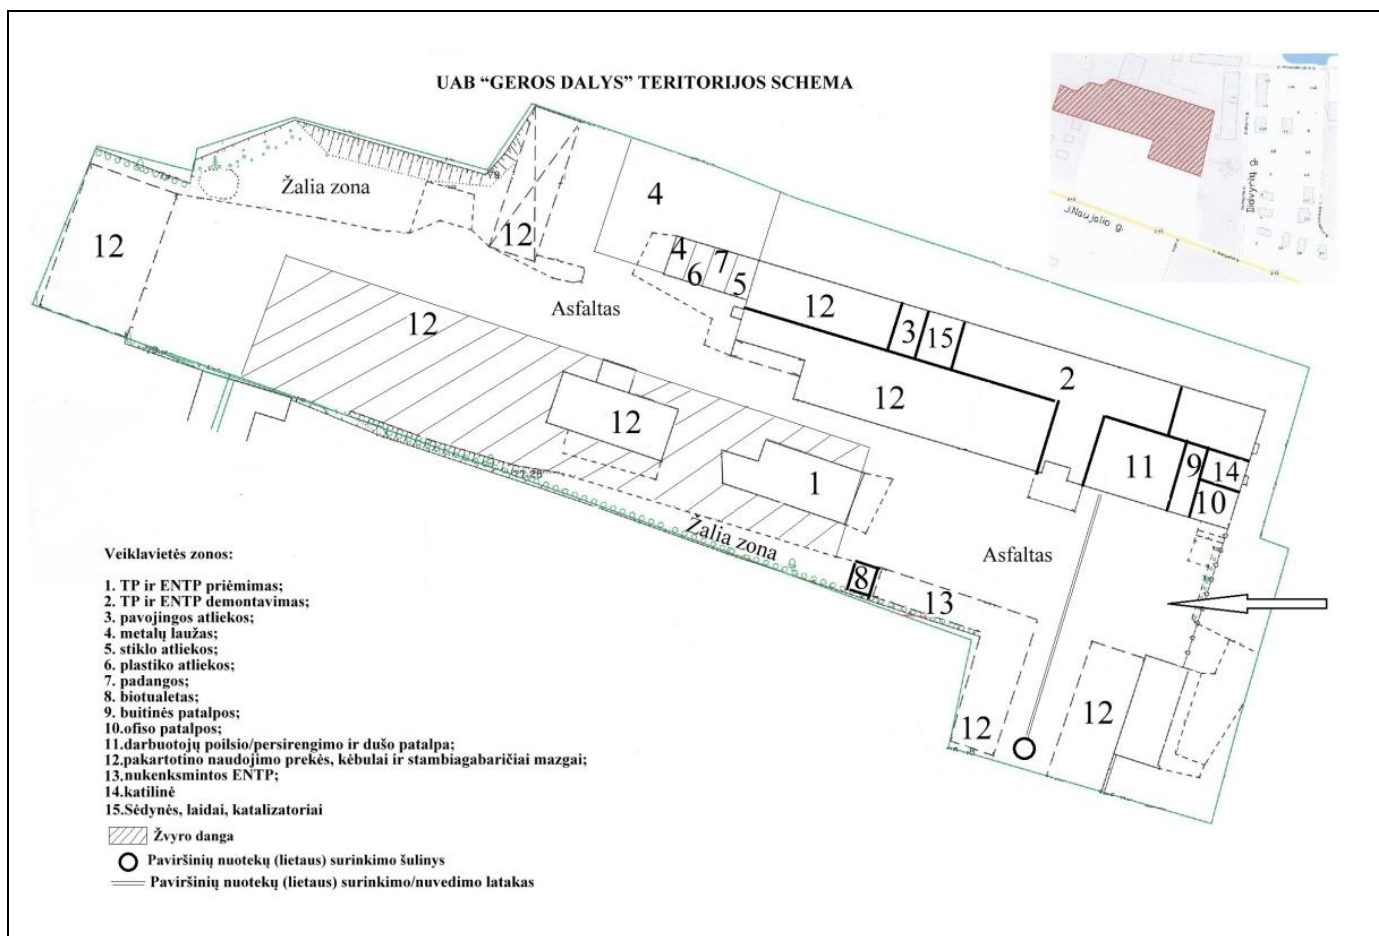 UAB “GEROS DALYS” TERITORIJOS SCHEMA
J.Naujalio g.
Žalia zona
12
12
4
4
6
7
5
12
3
15
2
Asfaltas
12
12
12
1
11
9
14
10
Žalia zona
Asfaltas
8
13
12
12
Veiklavietės zonos:
1. TP ir ENTP priėmimas;
2. TP ir ENTP demontavimas;
3. pavojingos atliekos;
4. metalų laužas;
5. stiklo atliekos;
6. plastiko atliekos;
7. padangos;
8. biotualetas;
9. buitinės patalpos;
10.ofiso patalpos;
11.darbuotojų poilsio/persirengimo ir dušo patalpa;
12.pakartotino naudojimo prekės, kėbulai ir stambiagabaričiai mazgai;
13.nukenksmintos ENTP;
14.katilinė
15.Sėdynės, laidai, katalizatoriai
Žvyro danga
Paviršinių nuotekų (lietaus) surinkimo šulinys
Paviršinių nuotekų (lietaus) surinkimo/nuvedimo latakas